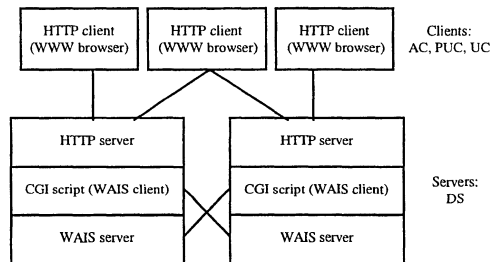 HTTP client
(WWW browser)
HTTP client
(WWW browser)
HTTP client
(WWW browser)
Clients:
AC, PUC, UC
HTTP server
HTTP server
CGI script (WAIS client)
CGI script (WAIS client)
Servers:
DS
WAIS server
WAIS server